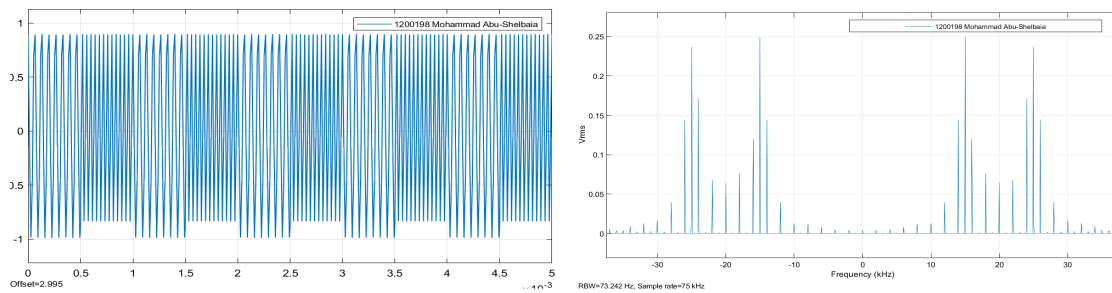 1200198 Mohammad Abu-Shelbaia
1
0.5
0
0.5
-1
0 0.5 1 1.5 2 2.5 3 3.5 4 4.5 5
Offset=2.995
1200198 Mohammad Abu-Shelbaia
0.25
0.2
0.15
0.1
0.05
0
Vrms
-30 -20 -10 0 10 20 30
Frequency (kHz)
RBW=73.242 Hz, Sample rate=75 kHz